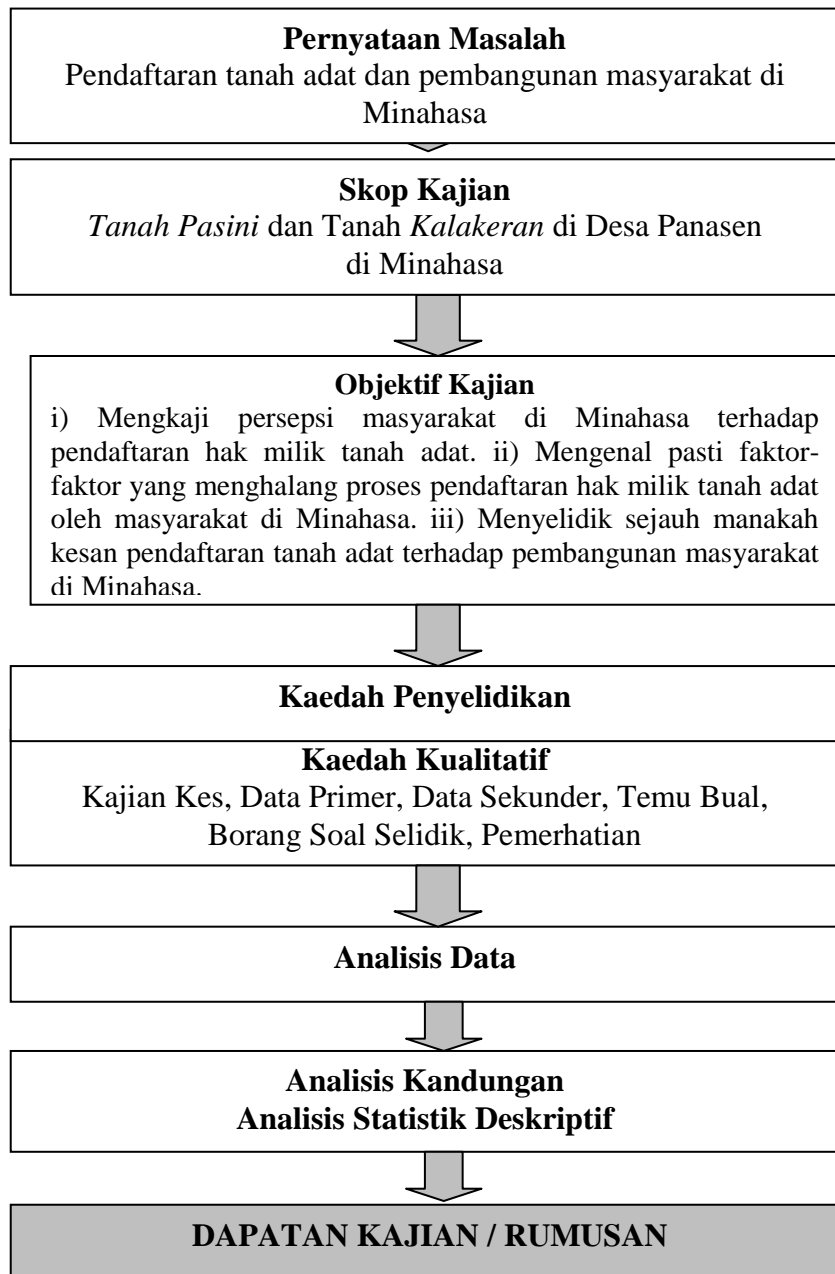 Pernyataan Masalah
Pendaftaran tanah adat dan pembangunan masyarakat di
Minahasa
Skop Kajian
Tanah Pasini dan Tanah Kalakeran di Desa Panasen
di Minahasa
Objektif Kajian
i) Mengkaji persepsi masyarakat di Minahasa terhadap
pendaftaran hak milik tanah adat. ii) Mengenal pasti faktor-
faktor yang menghalang proses pendaftaran hak milik tanah adat
oleh masyarakat di Minahasa. iii) Menyelidik sejauh manakah
kesan pendaftaran tanah adat terhadap pembangunan masyarakat
di Minahasa.
Kaedah Penyelidikan
Kaedah Kualitatif
Kajian Kes, Data Primer, Data Sekunder, Temu Bual,
Borang Soal Selidik, Pemerhatian
Analisis Data
Analisis Kandungan
Analisis Statistik Deskriptif
DAPATAN KAJIAN / RUMUSAN